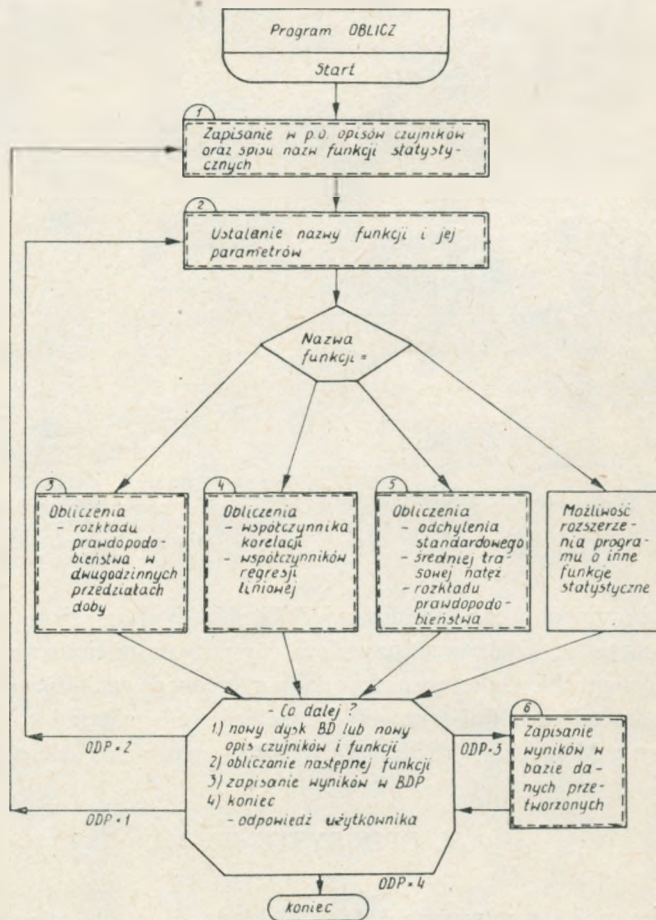 Program OBLICZ
Start
1
Zapisanie w p.o. opisów czujników
oraz spisu nazw funkcji statysty-
cznych
2
Ustalanie nazwy funkcji i jej
parametrów
Nazwa
funkcji =
3
Obliczenia
- rozkładu
prawdopodo-
bieństwa w
dwugodzinnych
przedziałach
doby
4
Obliczenia
- współczynnika
korelacji
- współczynników
regresji
liniowej
5
Obliczenia
- odchylenia
standardowego
- średniej tra-
sowej natęż
- rozkładu
prawdopodo-
bieństwa
Możliwość
rozszerze-
nia progra-
mu o inne
funkcje
statystyczne
- Co dalej ?
1) nowy dysk BD lub nowy
opis czujników i funkcji
2) obliczanie następnej funkcji
3) zapisanie wyników w BDP
4) koniec
- odpowiedź użytkownika
ODP=2
ODP=1
ODP=3
6
Zapisanie
wyników w
bazie da-
nych prze-
tworzonych
ODP=4
koniec